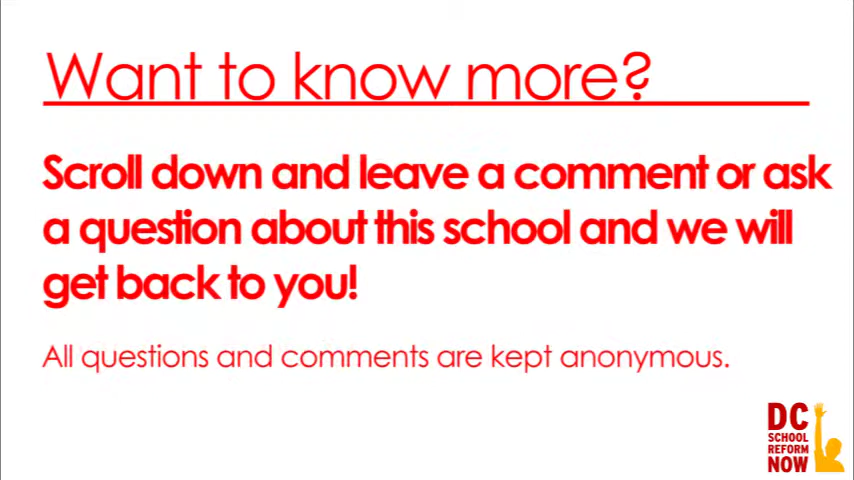 Want to know more?
Scroll down and leave a comment or ask
a question about this school and we will
get back to you!
All questions and comments are kept anonymous.
DC
SCHOOL
REFORM
NOW